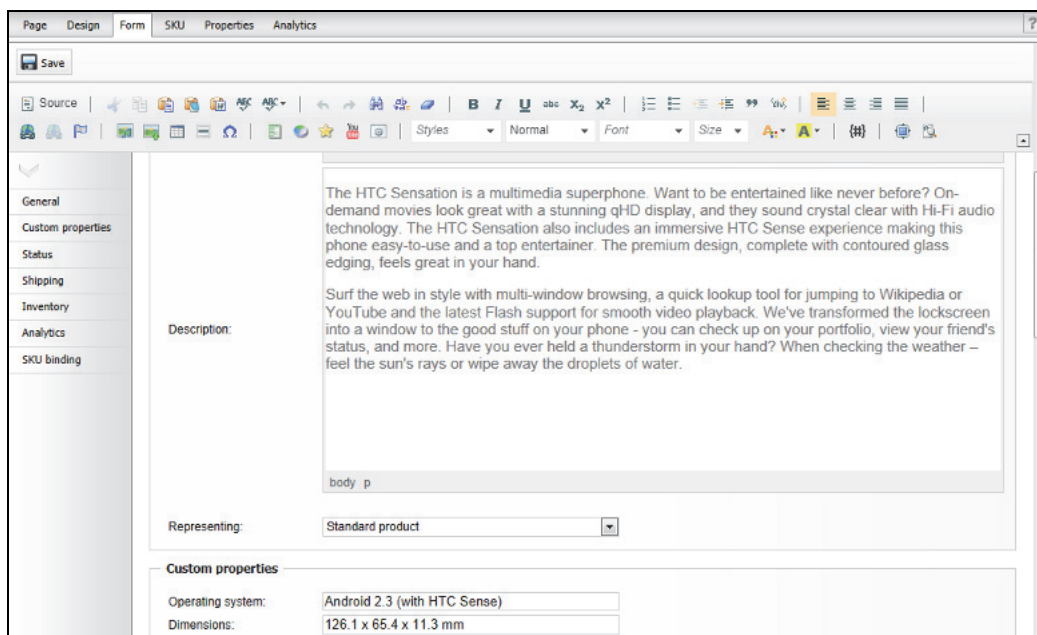 Page Design Form SKU Properties Analytics ?
Save
Source ABC ABC B I U abc X₂ X²
Styles Normal Font Size A A {#}
General
Custom properties
Status
Shipping
Inventory
Analytics
SKU binding
The HTC Sensation is a multimedia superphone. Want to be entertained like never before? On-
demand movies look great with a stunning qHD display, and they sound crystal clear with Hi-Fi audio
technology. The HTC Sensation also includes an immersive HTC Sense experience making this
phone easy-to-use and a top entertainer. The premium design, complete with contoured glass
edging, feels great in your hand.
Surf the web in style with multi-window browsing, a quick lookup tool for jumping to Wikipedia or
YouTube and the latest Flash support for smooth video playback. We've transformed the lockscreen
Description:
into a window to the good stuff on your phone - you can check up on your portfolio, view your friend's
status, and more. Have you ever held a thunderstorm in your hand? When checking the weather –
feel the sun's rays or wipe away the droplets of water.
body p
Representing: Standard product
Custom properties
Operating system: Android 2.3 (with HTC Sense)
Dimensions: 126.1 x 65.4 x 11.3 mm